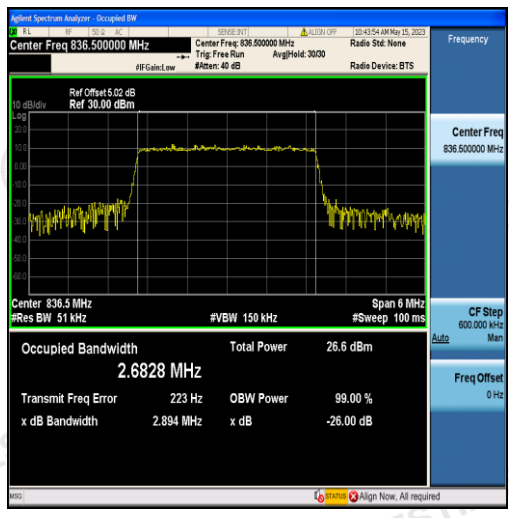 Agilent Spectrum Analyzer - Occupied BW
RL RF 50 Ω AC SENSE:INT ALIGN OFF 10:43:54 AM May 15, 2023
Center Freq 836.500000 MHz
Center Freq: 836.500000 MHz
Radio Std: None
Trig: Free Run Avg|Hold: 30/30
#IFGain:Low #Atten: 40 dB Radio Device: BTS
Frequency
Ref Offset 5.02 dB
10 dB/div Ref 30.00 dBm
Log
20.0
10.0
0.00
-10.0
-20.0
-30.0
-40.0
-50.0
-60.0
Center Freq
836.500000 MHz
Center 836.5 MHz Span 6 MHz
#Res BW 51 kHz #VBW 150 kHz #Sweep 100 ms
CF Step
600.000 kHz
Auto Man
Occupied Bandwidth Total Power 26.6 dBm
2.6828 MHz
Transmit Freq Error 223 Hz OBW Power 99.00 %
x dB Bandwidth 2.894 MHz x dB -26.00 dB
Freq Offset
0 Hz
MSG STATUS Align Now, All required